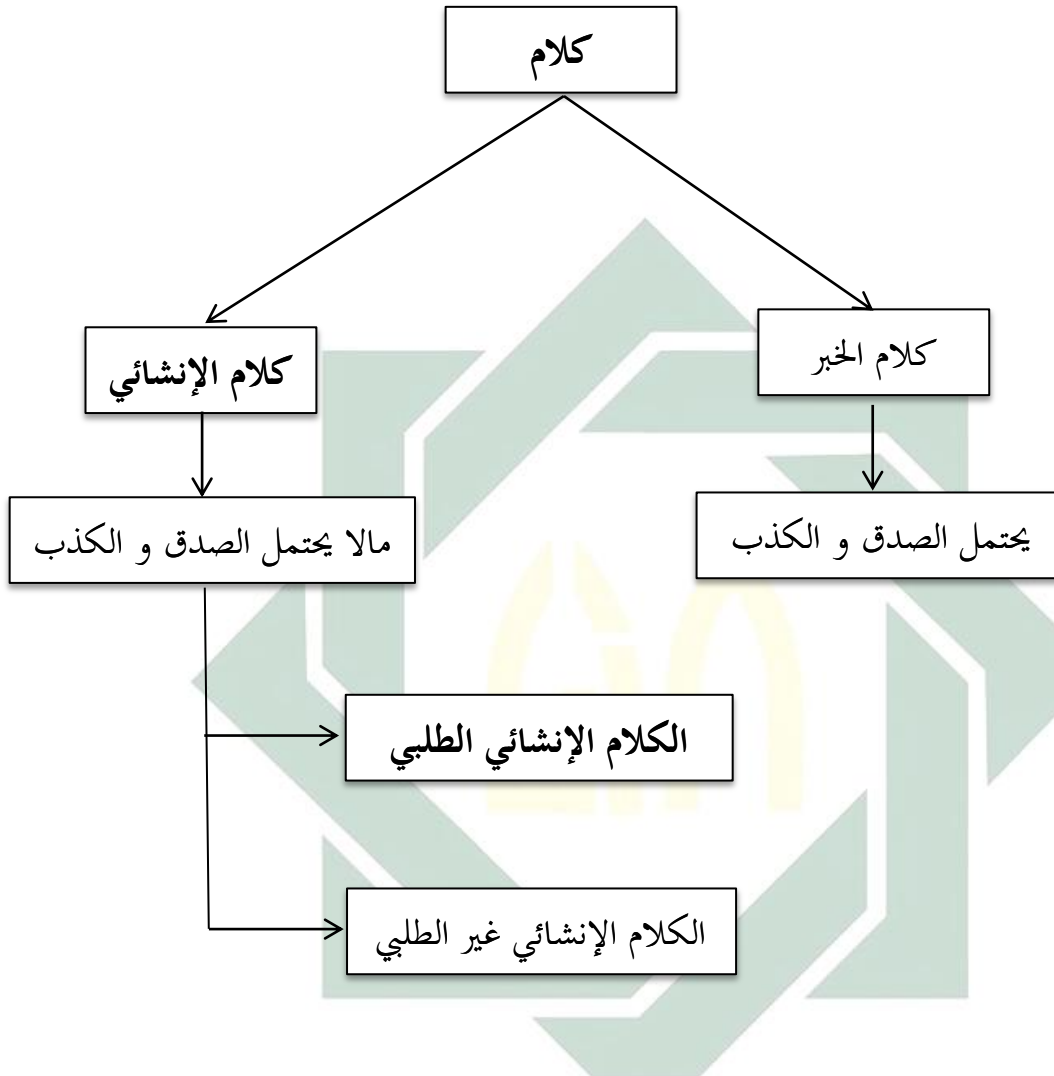 كلام
كلام الخبر
كلام الإنشائي
يحتمل الصدق و الكذب
مالا يحتمل الصدق و الكذب
الكلام الإنشائي الطلبي
الكلام الإنشائي غير الطلبي